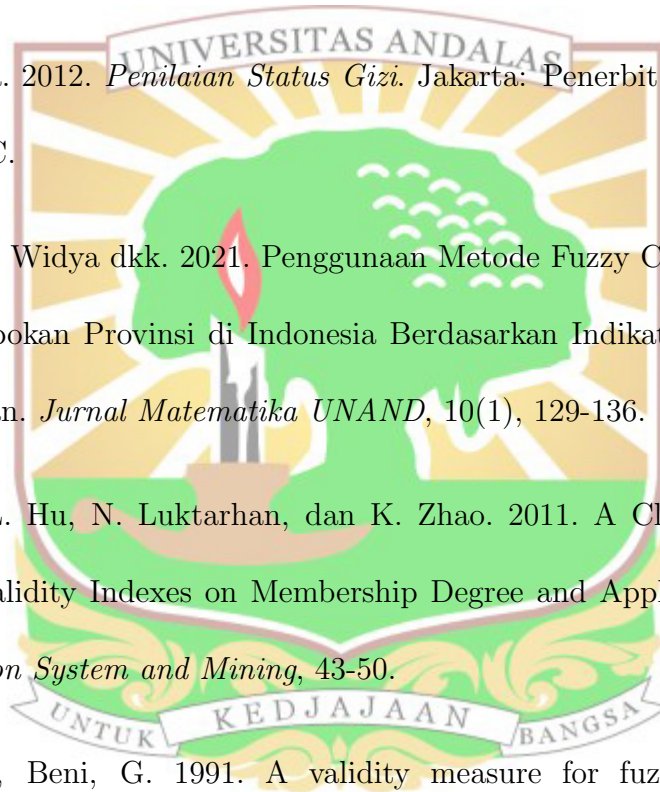 UNIVERSITAS ANDALAS
. 2012. Penilaian Status Gizi. Jakarta: Penerbit
C.
Widya dkk. 2021. Penggunaan Metode Fuzzy C
okan Provinsi di Indonesia Berdasarkan Indikat
n. Jurnal Matematika UNAND, 10(1), 129-136.
. Hu, N. Luktarhan, dan K. Zhao. 2011. A Cl
alidity Indexes on Membership Degree and Appl
on System and Mining, 43-50.
UNTUK KEDJAJAAN BANGSA
, Beni, G. 1991. A validity measure for fuz